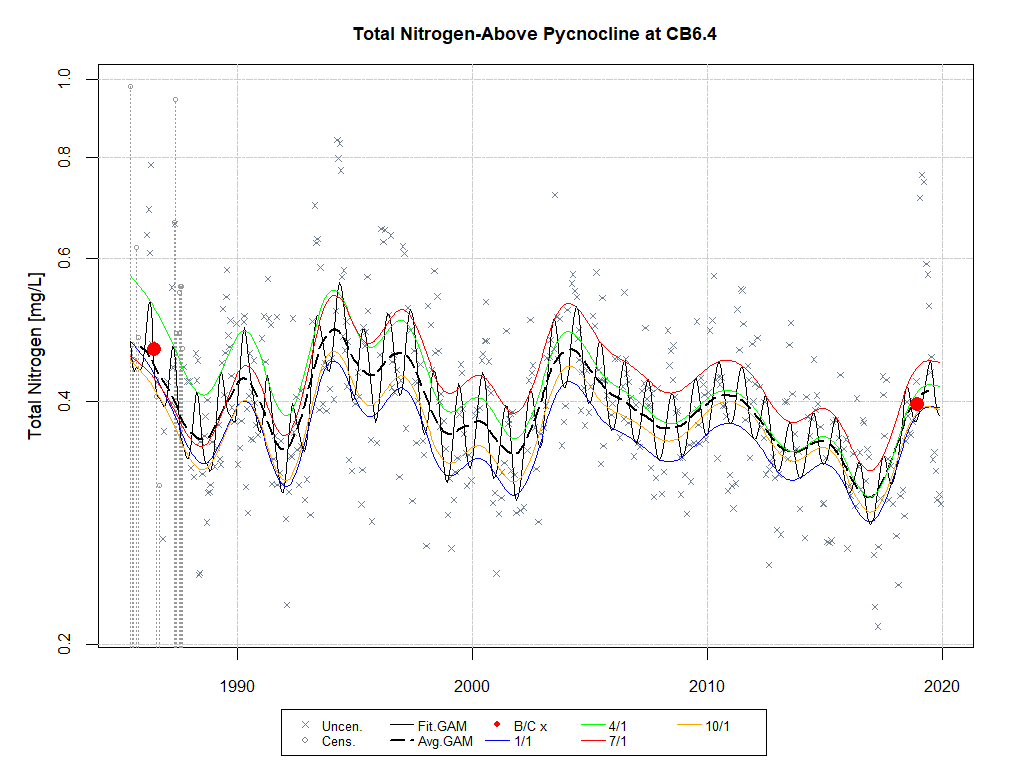 Total Nitrogen-Above Pycnocline at CB6.4
Total Nitrogen [mg/L]
1.0
0.8
0.6
0.4
0.2
1990 2000 2010 2020
Uncen. Fit.GAM B/C x 4/1 10/1
Cens. Avg.GAM 1/1 7/1